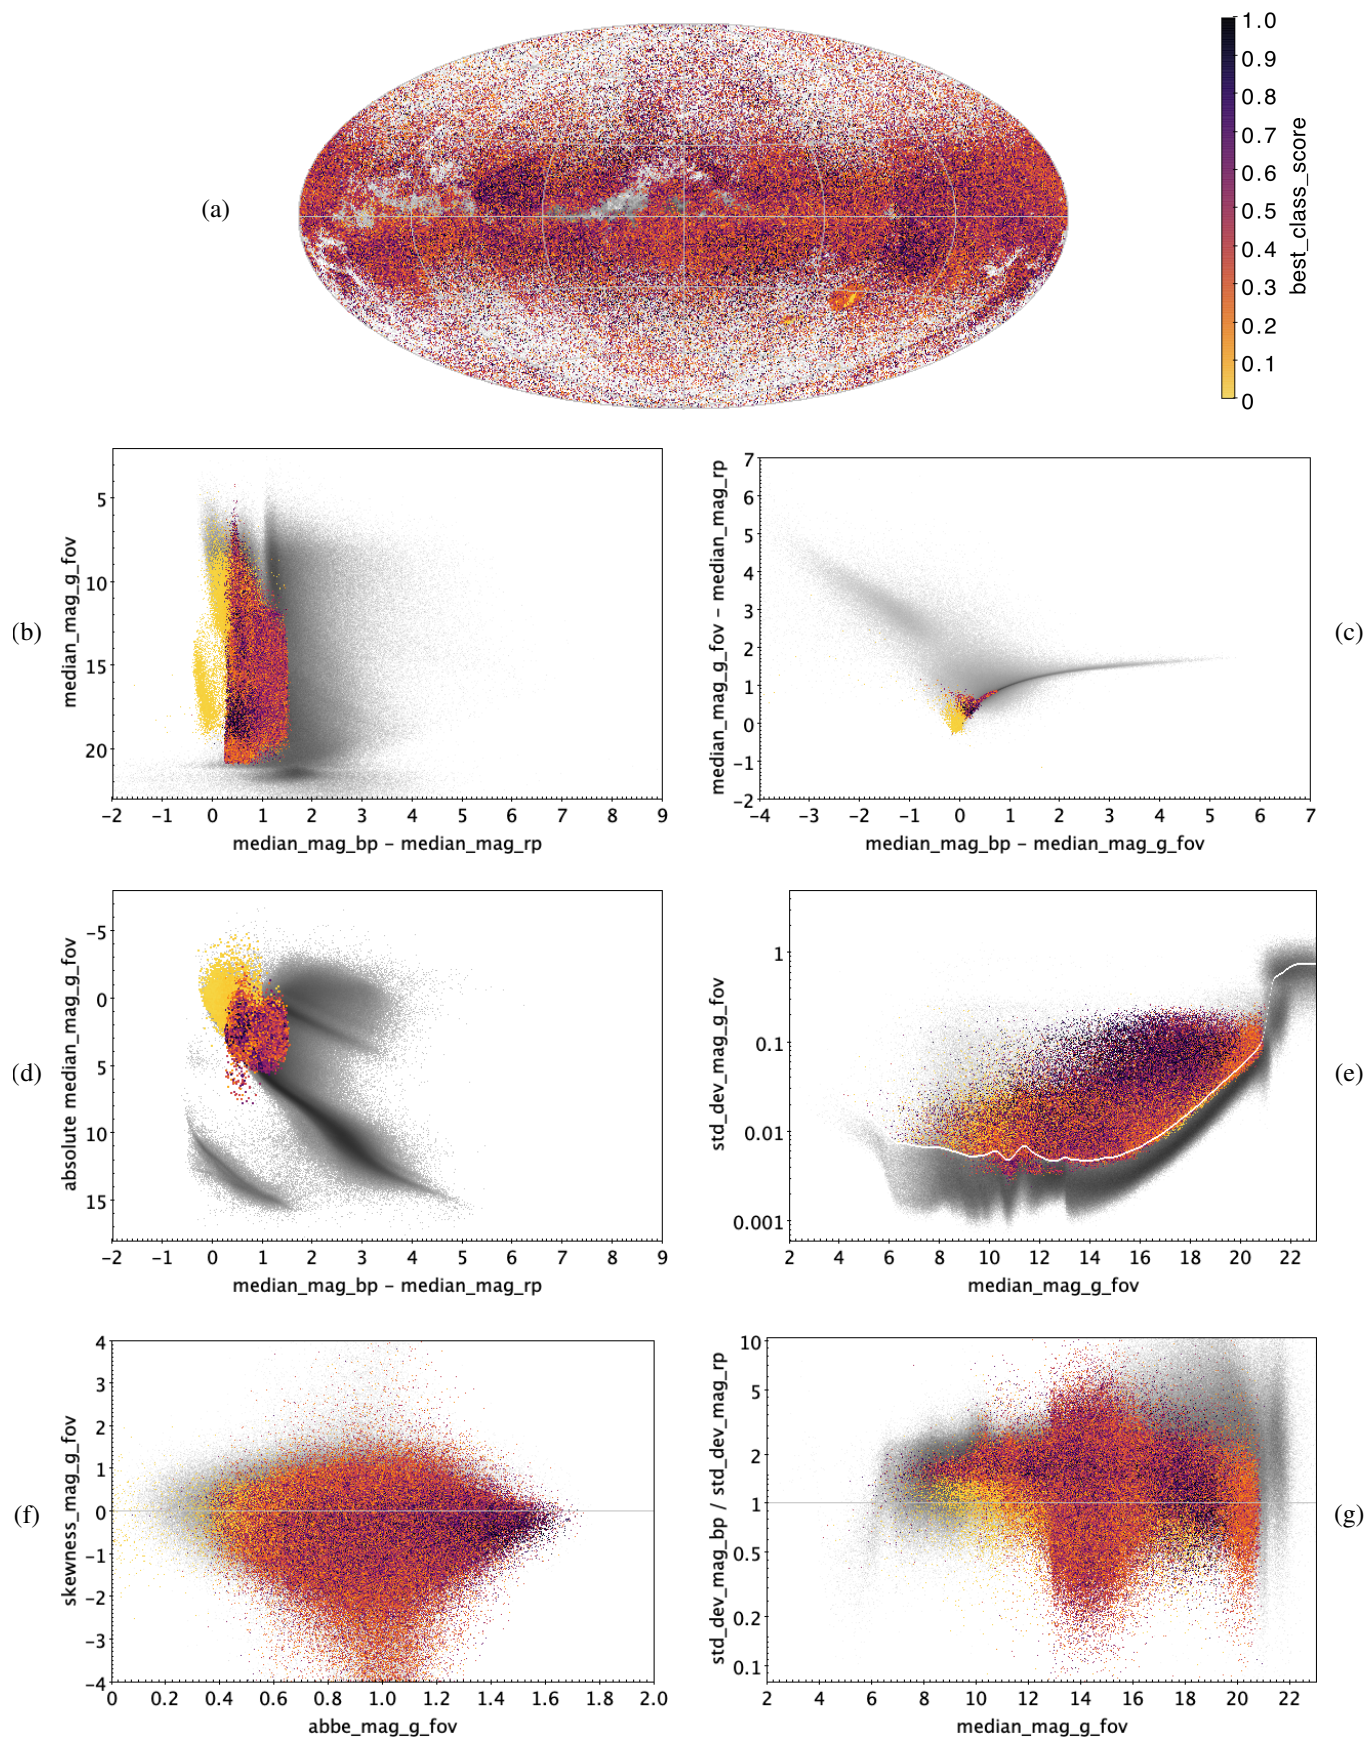 (a)
1.0
0.9
0.8
0.7
0.6
0.5
0.4
0.3
0.2
0.1
0
best_class_score
(b)
median_mag_g_fov
5
10
15
20
−2 −1 0 1 2 3 4 5 6 7 8 9
median_mag_bp − median_mag_rp
(c)
median_mag_g_fov − median_mag_rp
7
6
5
4
3
2
1
0
−1
−2
−4 −3 −2 −1 0 1 2 3 4 5 6 7
median_mag_bp − median_mag_g_fov
(d)
absolute median_mag_g_fov
−5
0
5
10
15
−2 −1 0 1 2 3 4 5 6 7 8 9
median_mag_bp − median_mag_rp
(e)
std_dev_mag_g_fov
1
0.1
0.01
0.001
2 4 6 8 10 12 14 16 18 20 22
median_mag_g_fov
(f)
skewness_mag_g_fov
4
3
2
1
0
−1
−2
−3
−4
0 0.2 0.4 0.6 0.8 1.0 1.2 1.4 1.6 1.8 2.0
abbe_mag_g_fov
(g)
std_dev_mag_bp / std_dev_mag_rp
10
5
2
1
0.5
0.2
0.1
2 4 6 8 10 12 14 16 18 20 22
median_mag_g_fov